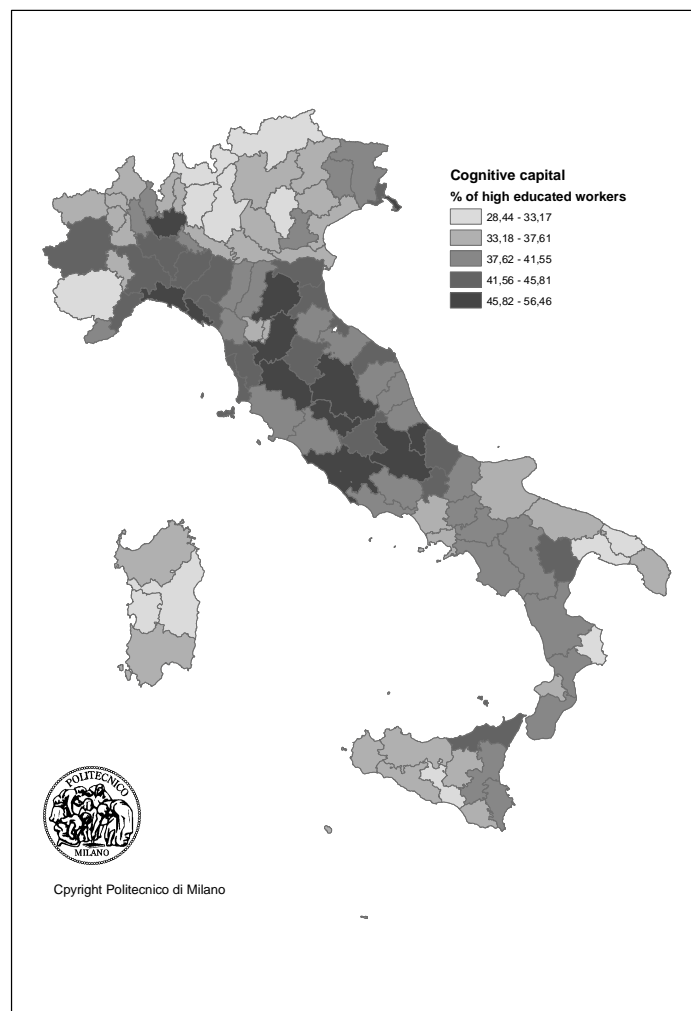 Cognitive capital
% of high educated workers
28,44 - 33,17
33,18 - 37,61
37,62 - 41,55
41,56 - 45,81
45,82 - 56,46
POLITECNICO
MILANO
Cpyright Politecnico di Milano